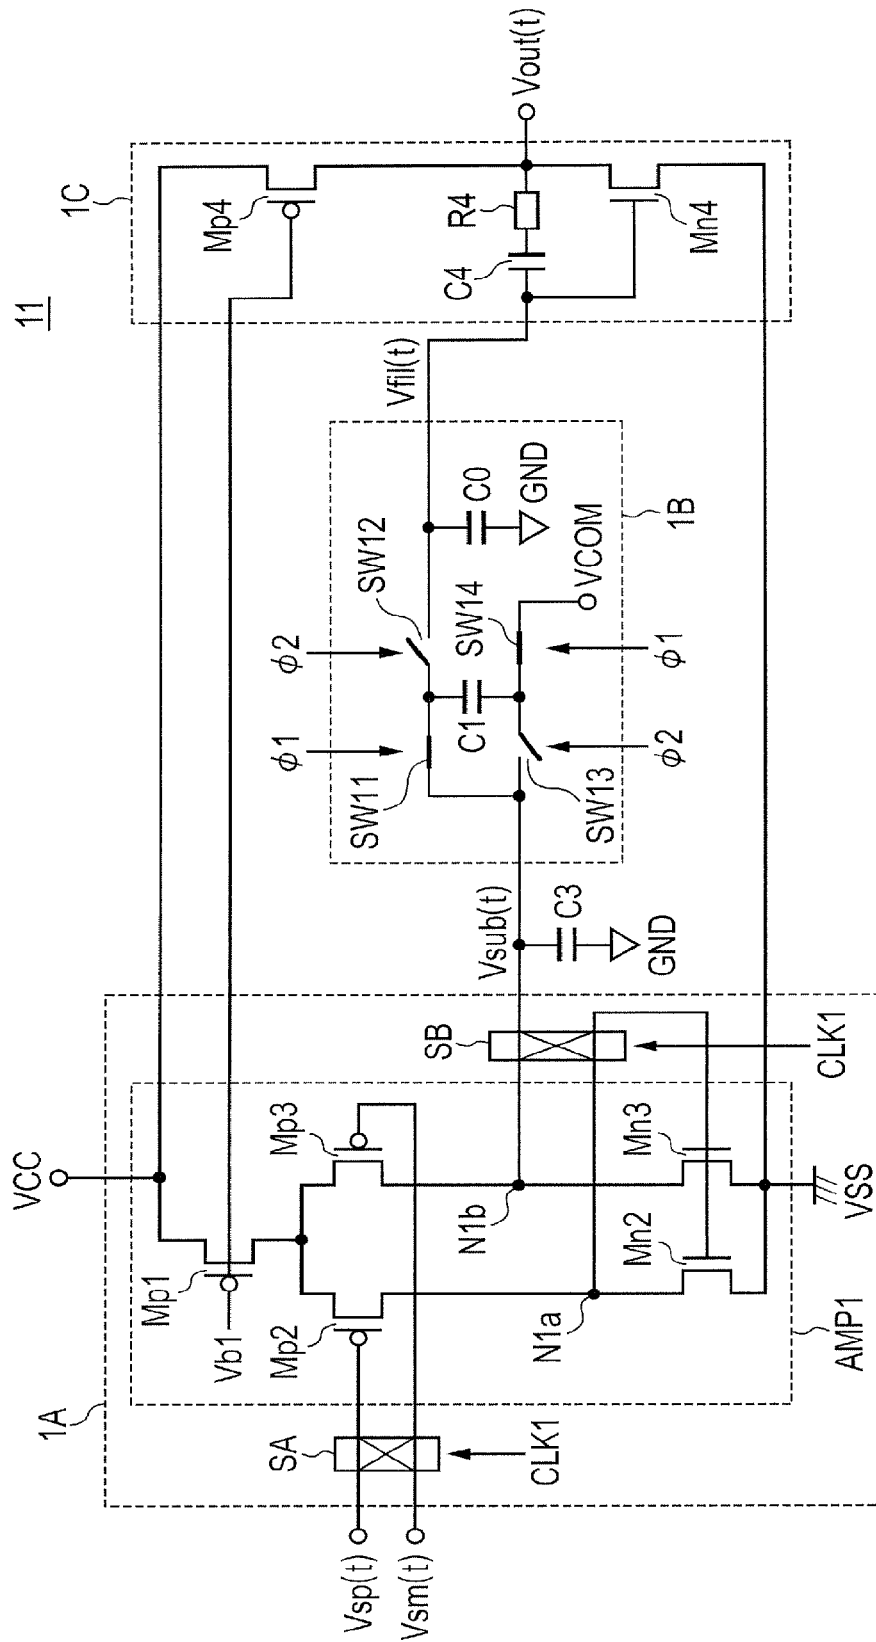 11
1A
1C
VCC
Mp1
Vb1
Mp2
Mp3
Mp4
SA
SB
CLK1
CLK1
Vsp(t)
Vsm(t)
N1a
N1b
Mn2
Mn3
AMP1
VSS
Vsub(t)
C3
GND
φ1
φ2
SW11
SW12
C1
SW13
SW14
φ2
φ1
C0
GND
VCOM
1B
Vfil(t)
C4
R4
Mn4
Vout(t)